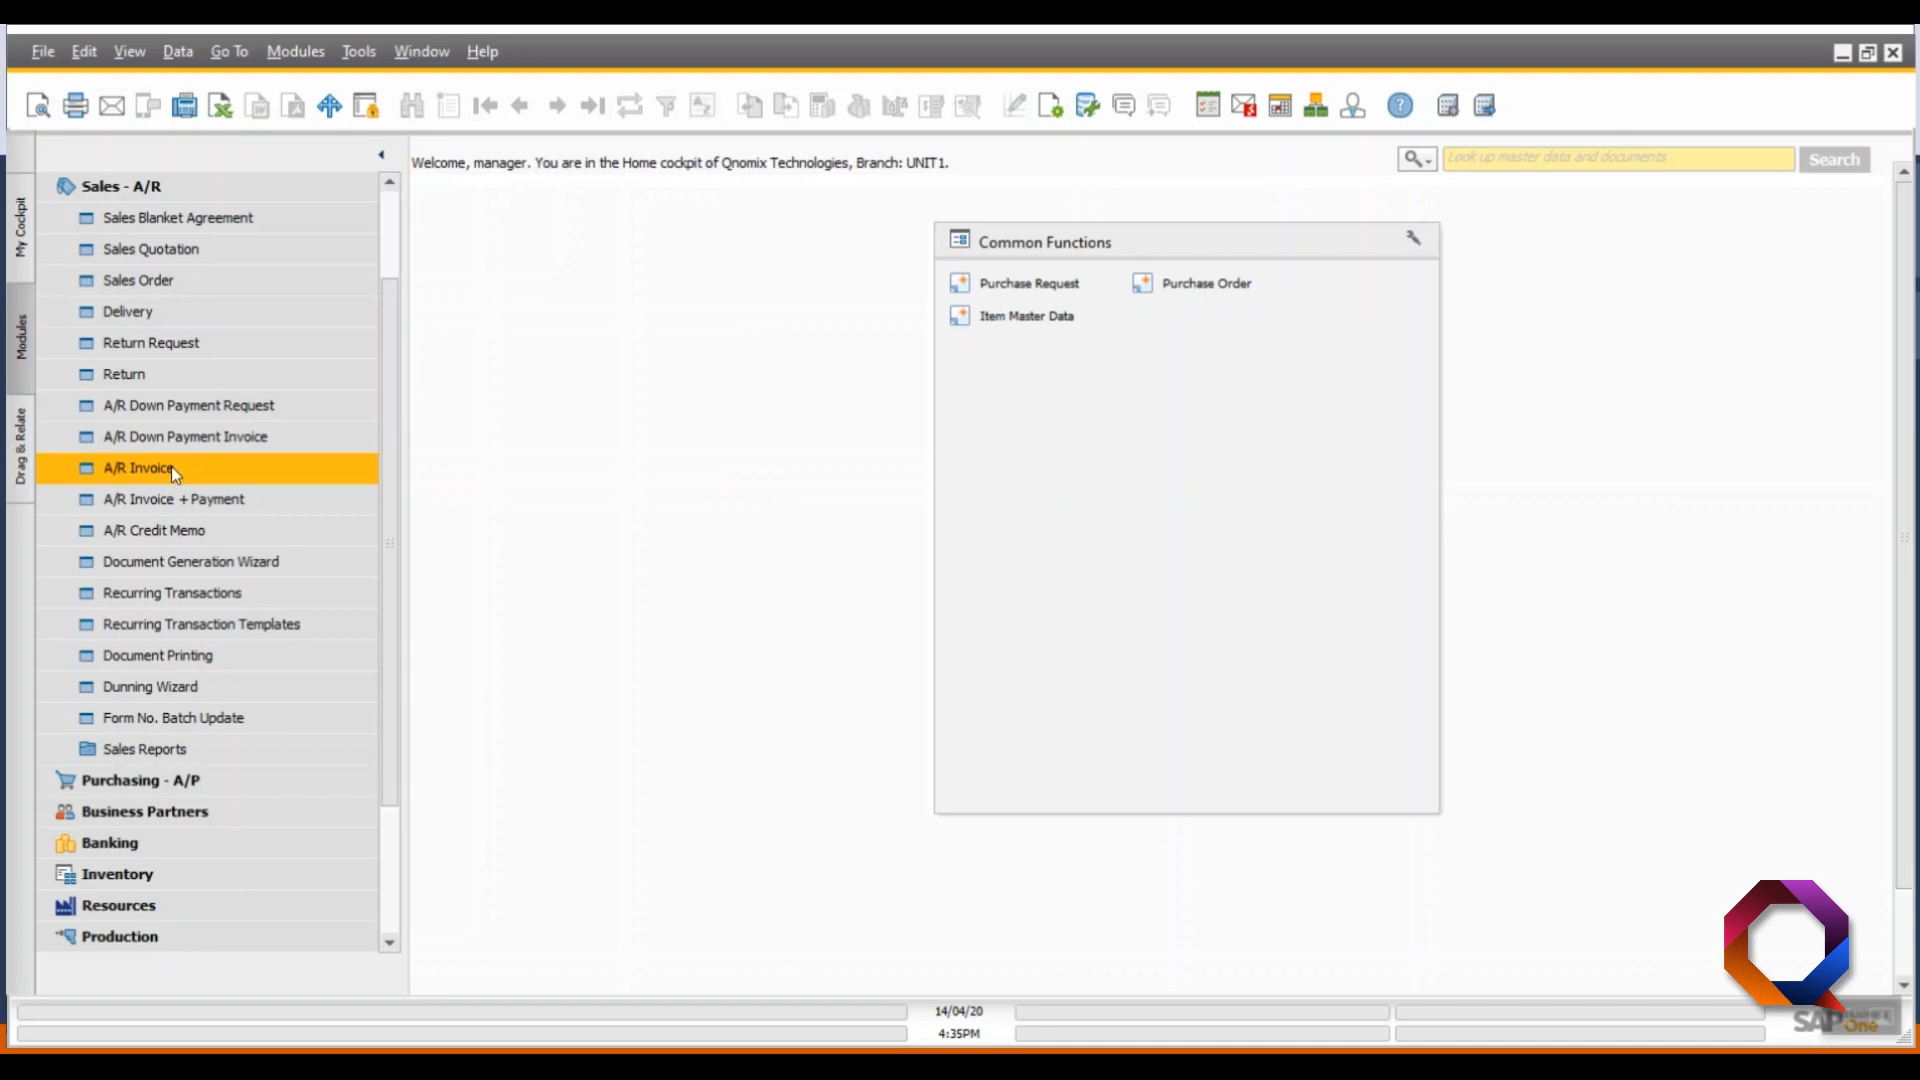 File Edit View Data Go To Modules Tools Window Help
Welcome, manager. You are in the Home cockpit of Qnomix Technologies, Branch: UNIT1.
Look up master data and documents
Search
My Cockpit
Modules
Drag & Relate
Sales - A/R
Sales Blanket Agreement
Sales Quotation
Sales Order
Delivery
Return Request
Return
A/R Down Payment Request
A/R Down Payment Invoice
A/R Invoice
A/R Invoice + Payment
A/R Credit Memo
Document Generation Wizard
Recurring Transactions
Recurring Transaction Templates
Document Printing
Dunning Wizard
Form No. Batch Update
Sales Reports
Purchasing - A/P
Business Partners
Banking
Inventory
Resources
Production
Common Functions
Purchase Request
Purchase Order
Item Master Data
14/04/20
4:35PM
SAP Business One